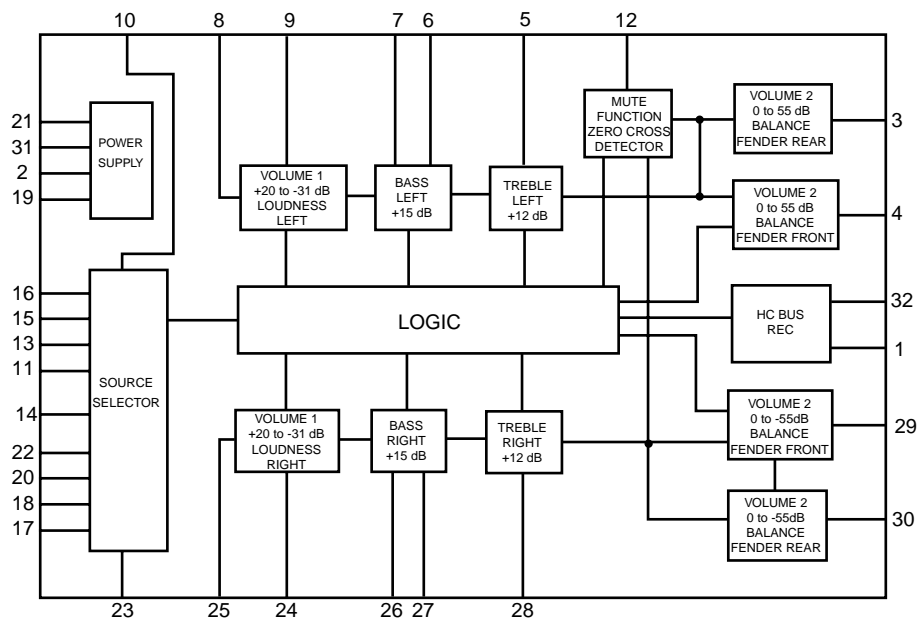 10
8
9
7
6
5
12
21
31
2
19
POWER
SUPPLY
VOLUME 1
+20 to -31 dB
LOUDNESS
LEFT
BASS
LEFT
+15 dB
TREBLE
LEFT
+12 dB
MUTE
FUNCTION
ZERO CROSS
DETECTOR
VOLUME 2
0 to 55 dB
BALANCE
FENDER REAR
3
VOLUME 2
0 to 55 dB
BALANCE
FENDER FRONT
4
16
15
13
11
14
22
20
18
17
SOURCE
SELECTOR
LOGIC
HC BUS
REC
32
1
VOLUME 1
+20 to -31 dB
LOUDNESS
RIGHT
BASS
RIGHT
+15 dB
TREBLE
RIGHT
+12 dB
VOLUME 2
0 to -55dB
BALANCE
FENDER FRONT
29
VOLUME 2
0 to -55dB
BALANCE
FENDER REAR
30
23
25
24
26
27
28